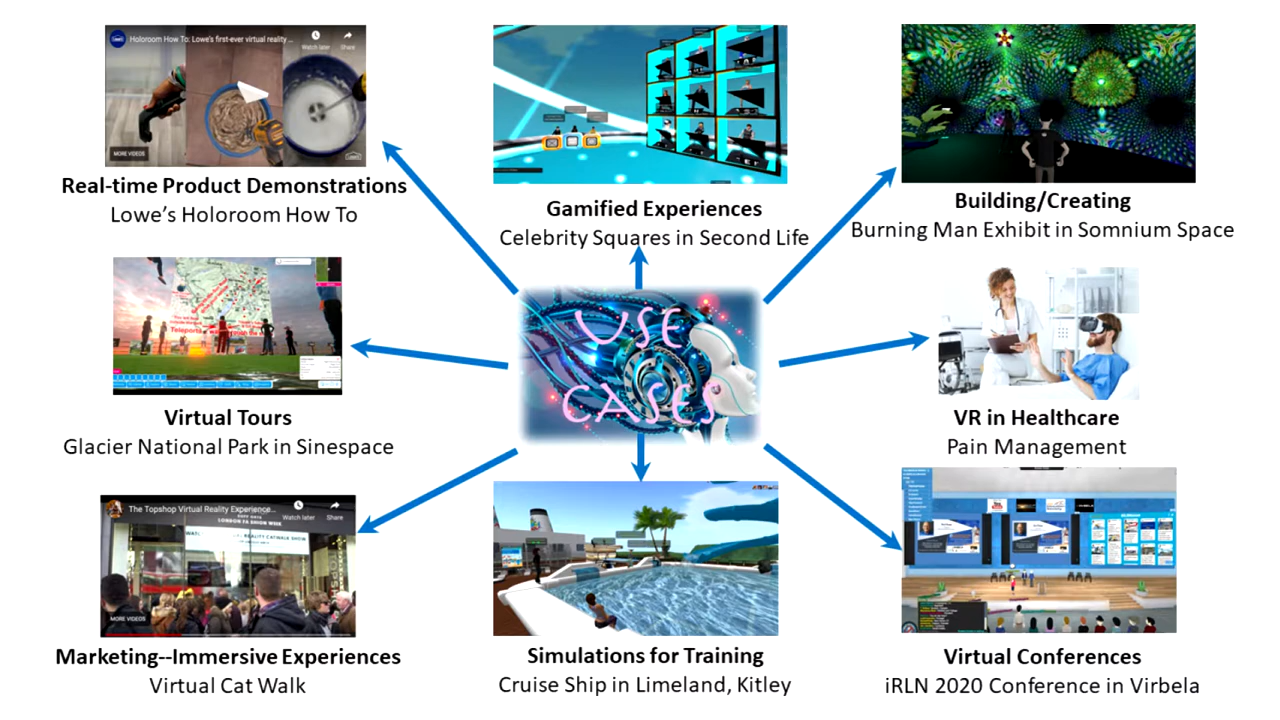 Holoroom How To: Lowe's first-ever virtual reality ...
Watch later
Share
MORE VIDEOS
Real-time Product Demonstrations
Lowe's Holoroom How To
Gamified Experiences
Celebrity Squares in Second Life
Building/Creating
Burning Man Exhibit in Somnium Space
USE
CASES
Virtual Tours
Glacier National Park in Sinespace
VR in Healthcare
Pain Management
The Topshop Virtual Reality Experience...
Watch later
Share
LONDON FASHION WEEK
MORE VIDEOS
Marketing--Immersive Experiences
Virtual Cat Walk
Simulations for Training
Cruise Ship in Limeland, Kitley
Virtual Conferences
iRLN 2020 Conference in Virbela